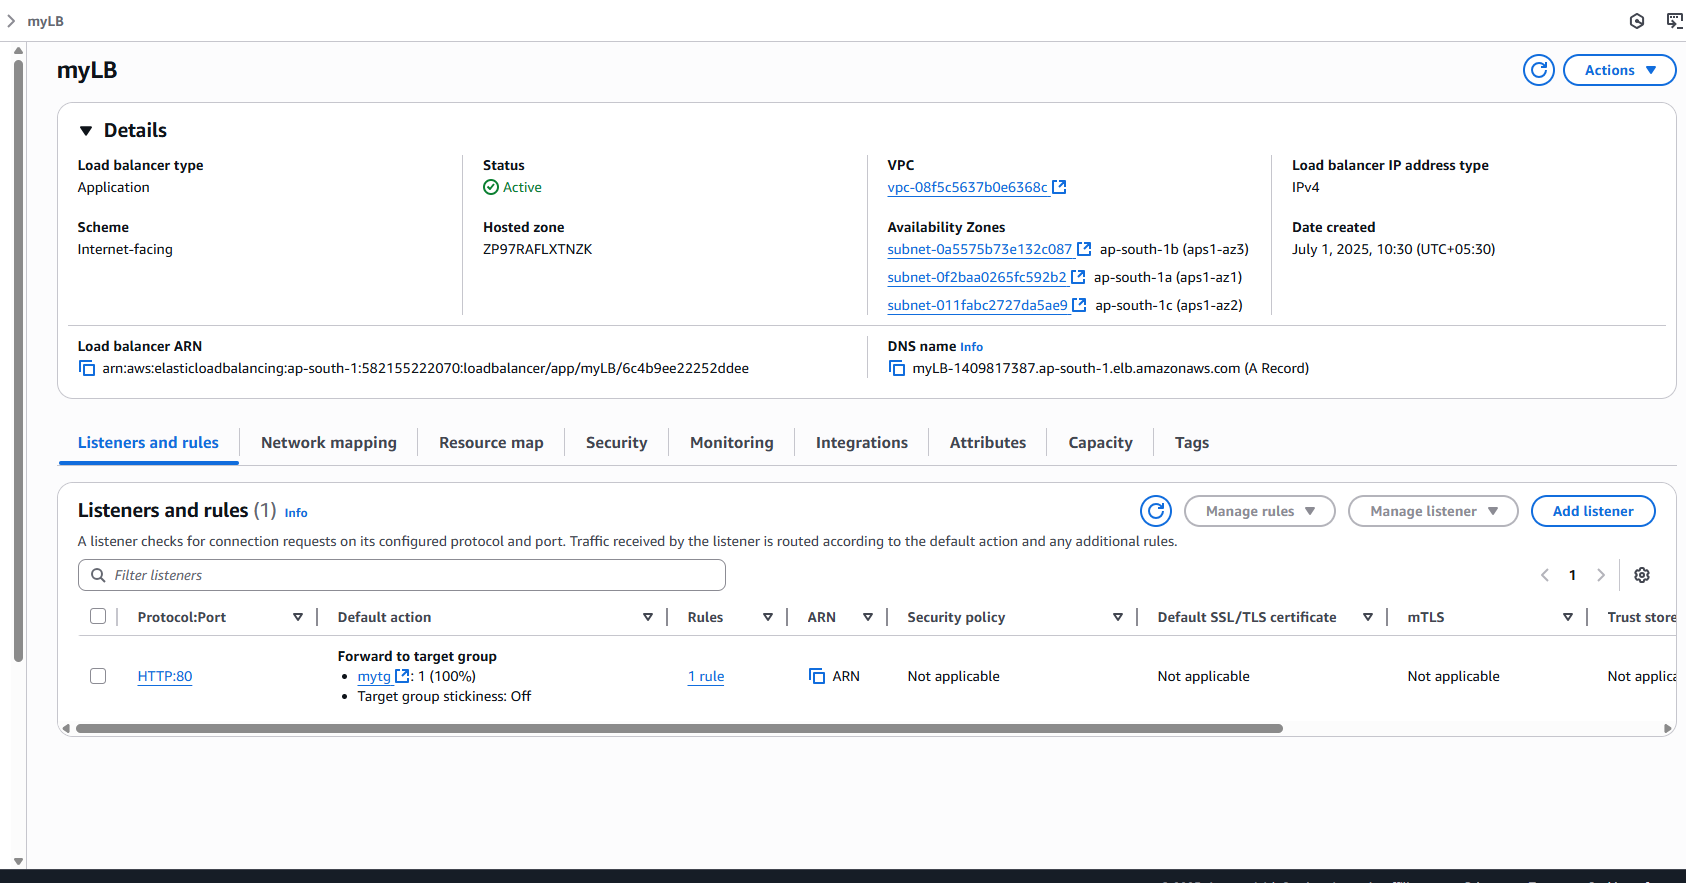 myLB
myLB
Actions
Details
Load balancer type
Application
Status
Active
VPC
vpc-08f5c5637b0e6368c
Load balancer IP address type
IPv4
Scheme
Internet-facing
Hosted zone
ZP97RAFLXTNZK
Availability Zones
subnet-0a5575b73e132c087 ap-south-1b (aps1-az3)
subnet-0f2baa0265fc592b2 ap-south-1a (aps1-az1)
subnet-011fabc2727da5ae9 ap-south-1c (aps1-az2)
Date created
July 1, 2025, 10:30 (UTC+05:30)
Load balancer ARN
arn:aws:elasticloadbalancing:ap-south-1:582155222070:loadbalancer/app/myLB/6c4b9ee22252ddee
DNS name Info
myLB-1409817387.ap-south-1.elb.amazonaws.com (A Record)
Listeners and rules Network mapping Resource map Security Monitoring Integrations Attributes Capacity Tags
Listeners and rules (1) Info
Manage rules Manage listener Add listener
A listener checks for connection requests on its configured protocol and port. Traffic received by the listener is routed according to the default action and any additional rules.
Filter listeners
1
Protocol:Port Default action Rules ARN Security policy Default SSL/TLS certificate mTLS Trust store
HTTP:80
Forward to target group
• mytg : 1 (100%)
• Target group stickiness: Off
1 rule
ARN
Not applicable
Not applicable
Not applicable
Not applica